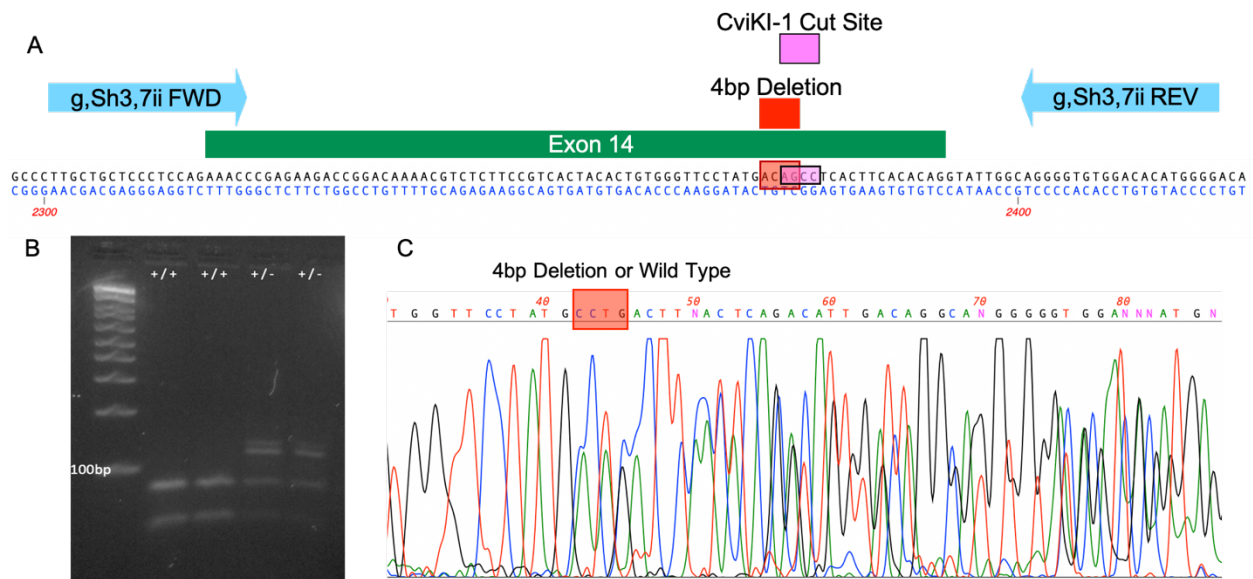 A
CviKI-1 Cut Site
4bp Deletion
g,Sh3,7ii FWD
g,Sh3,7ii REV
Exon 14
GCCCTTGCTGCTCCCTCCAGAAACCCGAGAAGACCGGACAAAACGTCTCTTCCGTCACTACACTGTGGGTTCCTATGACAGCCTCACTTCACACAGGTATTGGCAGGGGTGTGGACACATGGGGACA
CGGGAACGACGAGGGAGGTCTTTGGGCTCTTCTGGCCTGTTTTGCAGAGAAGGCAGTGATGTGACACCCAAGGATACTGTCGGAGTGAAGTGTGTCCATAACCGTCCCCACACCTGTGTACCCCTGT
2300
2400
B
+/+ +/+ +/- +/-
100bp
C
4bp Deletion or Wild Type
40 50 60 70 80
T G G T T C C T A T G C C T G A C T T N A C T C A G A C A T T G A C A G G C A N G G G G G T G G A N N N A T G N